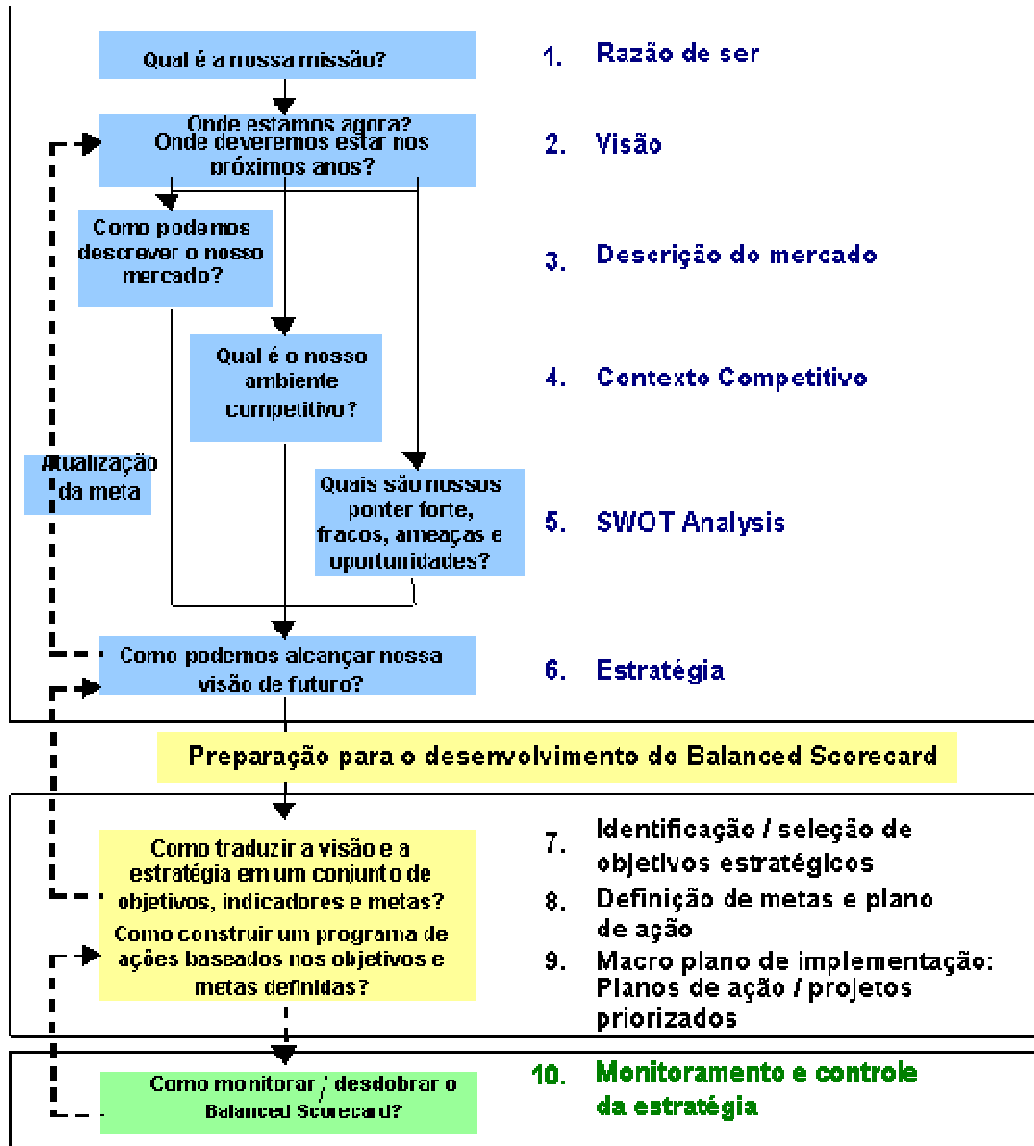 Qual é a nossa missão?
1. Razão de ser
Onde estamos agora?
Onde deveremos estar nos
próximos anos?
2. Visão
Como podemos
descrever o nosso
mercado?
3. Descrição do mercado
Qual é o nosso
ambiente
competitivo?
4. Contexto Competitivo
Atualização
da meta
Quais são nossos
ponter forte,
fracos, ameaças e
oportunidades?
5. SWOT Analysis
Como podemos alcançar nossa
visão de futuro?
6. Estratégia
Preparação para o desenvolvimento do Balanced Scorecard
Como traduzir a visão e a
estratégia em um conjunto de
objetivos, indicadores e metas?
Como construir um programa de
ações baseados nos objetivos e
metas definidas?
7. Identificação / seleção de
objetivos estratégicos
8. Definição de metas e plano
de ação
9. Macro plano de implementação:
Planos de ação / projetos
priorizados
Como monitorar / desdobrar o
Balanced Scorecard?
10. Monitoramento e controle
da estratégia